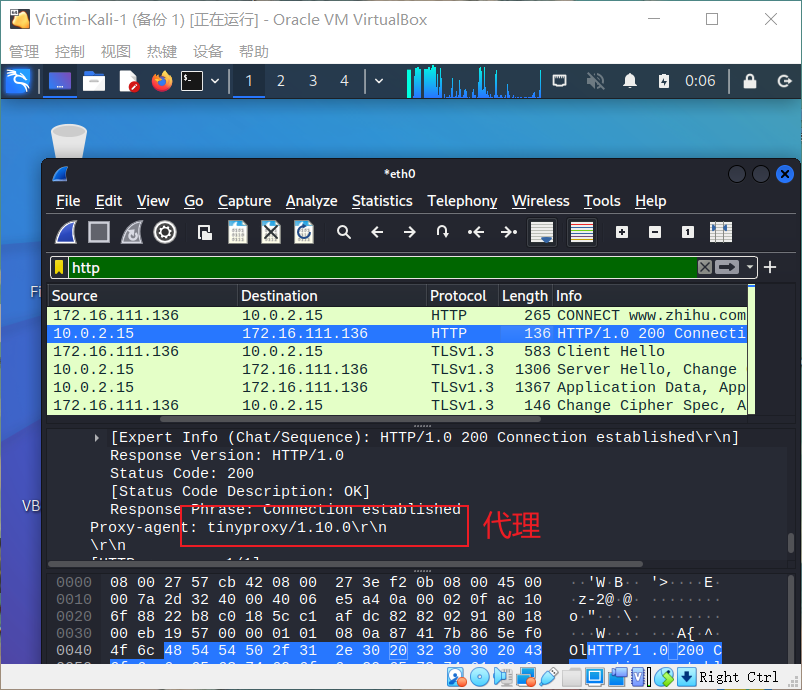 Victim-Kali-1 (备份 1) [正在运行] - Oracle VM VirtualBox
管理 控制 视图 热键 设备 帮助
1 2 3 4 0:06
*eth0
File Edit View Go Capture Analyze Statistics Telephony Wireless Tools Help
http
Fi
Source Destination Protocol Length Info
172.16.111.136 10.0.2.15 HTTP 265 CONNECT www.zhihu.com
10.0.2.15 172.16.111.136 HTTP 136 HTTP/1.0 200 Connecti
172.16.111.136 10.0.2.15 TLSv1.3 583 Client Hello
10.0.2.15 172.16.111.136 TLSv1.3 1306 Server Hello, Change
10.0.2.15 172.16.111.136 TLSv1.3 1367 Application Data, App
172.16.111.136 10.0.2.15 TLSv1.3 146 Change Cipher Spec, A
[Expert Info (Chat/Sequence): HTTP/1.0 200 Connection established\r\n]
Response Version: HTTP/1.0
Status Code: 200
[Status Code Description: OK]
VB
Response Phrase: Connection established
Proxy-agent: tinyproxy/1.10.0\r\n
代理
\r\n
0000 08 00 27 57 cb 42 08 00 27 3e f2 0b 08 00 45 00 ··'W·B·· '>····E·
0010 00 7a 2d 32 40 00 40 06 e5 a4 0a 00 02 0f ac 10 ·z-2@·@· ········
0020 6f 88 22 b8 c0 18 5c c1 af dc 82 82 02 91 80 18 o·"···\· ········
0030 00 eb 19 57 00 00 01 01 08 0a 87 41 7b 86 5e f0 ···W···· ···A{·^·
0040 4f 6c 48 54 54 50 2f 31 2e 30 20 32 30 30 20 43 OlHTTP/1 .0 200 C
Right Ctrl